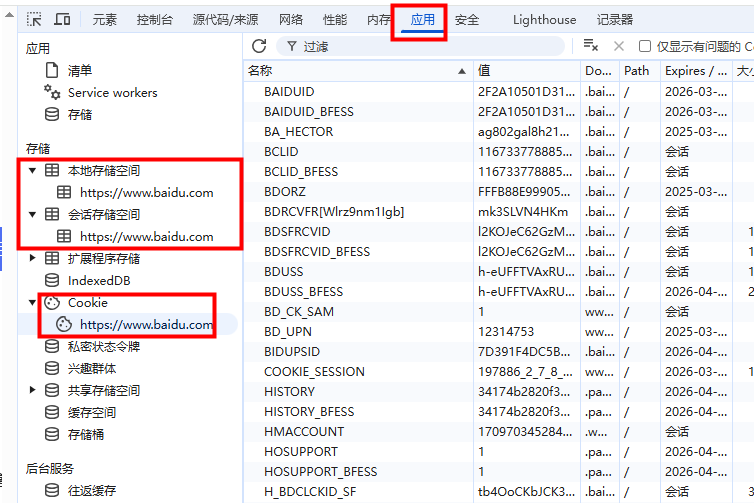 元素 控制台 源代码/来源 网络 性能 内存 应用 安全 Lighthouse 记录器
应用
过滤 仅显示有问题的
清单
Service workers
存储
存储
本地存储空间
https://www.baidu.com
会话存储空间
https://www.baidu.com
扩展程序存储
IndexedDB
Cookie
https://www.baidu.com
私密状态令牌
兴趣群体
共享存储空间
缓存空间
存储桶
后台服务
往返缓存
名称 值 Do... Path Expires / ... 大小
BAIDUID 2F2A10501D31... .bai... / 2026-03-...
BAIDUID_BFESS 2F2A10501D31... .bai... / 2026-03-...
BA_HECTOR ag802gal8h21... .bai... / 2025-03-...
BCLID 116733778885... .bai... / 会话
BCLID_BFESS 116733778885... .bai... / 会话
BDORZ FFFB88E99905... .bai... / 2025-03-...
BDRCVFR[Wlrz9nm1Igb] mk3SLVN4HKm .bai... / 会话
BDSFRCVID l2KOJeC62GzM... .bai... / 会话 1
BDSFRCVID_BFESS l2KOJeC62GzM... .bai... / 会话 1
BDUSS h-eUFFTVAxRU... .bai... / 2026-04-... 1
BDUSS_BFESS h-eUFFTVAxRU... .bai... / 2026-04-... 2
BD_CK_SAM 1 ww... / 会话
BD_UPN 12314753 ww... / 2025-03-...
BIDUPSID 7D391F4DC5B... .bai... / 2026-04-...
COOKIE_SESSION 197886_2_7_8_... ww... / 2026-03-... 1
HISTORY 34174b2820f3... .pa... / 2026-04-...
HISTORY_BFESS 34174b2820f3... .pa... / 2026-04-...
HMACCOUNT 170970345284... .w... / 会话
HOSUPPORT 1 .pa... / 2026-04-...
HOSUPPORT_BFESS 1 .pa... / 2026-04-...
H_BDCLCKID_SF tb4OoCKbJCK3... .bai... / 会话 3